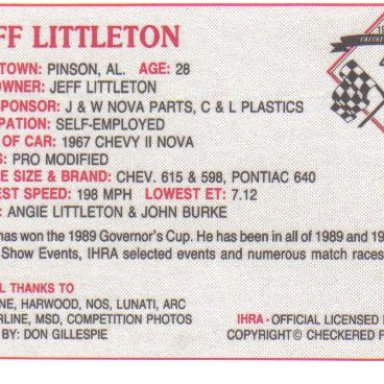 FF LITTLETON
TOWN: PINSON, AL. AGE: 28
OWNER: JEFF LITTLETON
SPONSOR: J & W NOVA PARTS, C & L PLASTICS
PATION: SELF-EMPLOYED
OF CAR: 1967 CHEVY II NOVA
S: PRO MODIFIED
E SIZE & BRAND: CHEV. 615 & 598, PONTIAC 640
EST SPEED: 198 MPH LOWEST ET: 7.12
: ANGIE LITTLETON & JOHN BURKE
has won the 1989 Governor's Cup. He has been in all of 1989 and 19
Show Events, IHRA selected events and numerous match races
L THANKS TO
NE, HARWOOD, NOS, LUNATI, ARC
RLINE, MSD, COMPETITION PHOTOS
BY: DON GILLESPIE
IHRA - OFFICIAL LICENSED
COPYRIGHT © CHECKERED F